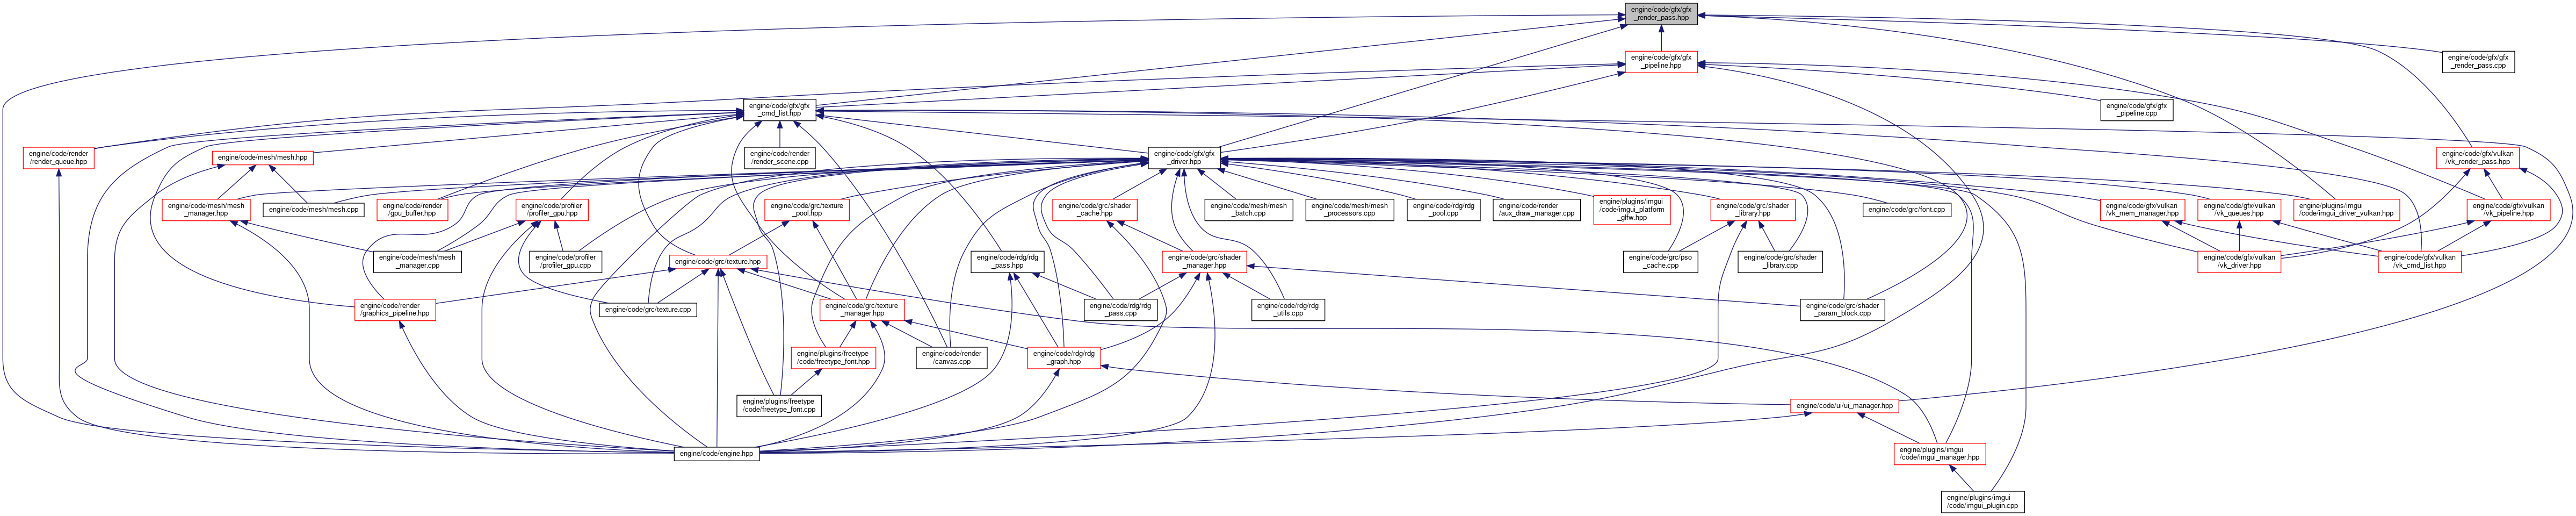 engine/code/gfx/gfx
_render_pass.hpp
engine/code/gfx/gfx
_pipeline.hpp
engine/code/gfx/gfx
_render_pass.cpp
engine/code/gfx/gfx
_cmd_list.hpp
engine/code/gfx/gfx
_pipeline.cpp
engine/code/render
/render_queue.hpp
engine/code/mesh/mesh.hpp
engine/code/render
/render_scene.cpp
engine/code/gfx/gfx
_driver.hpp
engine/code/gfx/vulkan
/vk_render_pass.hpp
engine/code/mesh/mesh
_manager.hpp
engine/code/mesh/mesh.cpp
engine/code/render
/gpu_buffer.hpp
engine/code/profiler
/profiler_gpu.hpp
engine/code/grc/texture
_pool.hpp
engine/code/grc/shader
_cache.hpp
engine/code/mesh/mesh
_batch.cpp
engine/code/mesh/mesh
_processors.cpp
engine/code/rdg/rdg
_pool.cpp
engine/code/render
/aux_draw_manager.cpp
engine/plugins/imgui
/code/imgui_platform
_glfw.hpp
engine/code/grc/shader
_library.hpp
engine/code/grc/font.cpp
engine/code/gfx/vulkan
/vk_mem_manager.hpp
engine/code/gfx/vulkan
/vk_queues.hpp
engine/plugins/imgui
/code/imgui_driver_vulkan.hpp
engine/code/gfx/vulkan
/vk_pipeline.hpp
engine/code/mesh/mesh
_manager.cpp
engine/code/profiler
/profiler_gpu.cpp
engine/code/grc/texture.hpp
engine/code/rdg/rdg
_pass.hpp
engine/code/grc/shader
_manager.hpp
engine/code/grc/pso
_cache.cpp
engine/code/grc/shader
_library.cpp
engine/code/gfx/vulkan
/vk_driver.hpp
engine/code/gfx/vulkan
/vk_cmd_list.hpp
engine/code/render
/graphics_pipeline.hpp
engine/code/grc/texture.cpp
engine/code/grc/texture
_manager.hpp
engine/code/rdg/rdg
_pass.cpp
engine/code/rdg/rdg
_utils.cpp
engine/code/grc/shader
_param_block.cpp
engine/plugins/freetype
/code/freetype_font.hpp
engine/code/render
/canvas.cpp
engine/code/rdg/rdg
_graph.hpp
engine/plugins/freetype
/code/freetype_font.cpp
engine/code/ui/ui_manager.hpp
engine/code/engine.hpp
engine/plugins/imgui
/code/imgui_manager.hpp
engine/plugins/imgui
/code/imgui_plugin.cpp